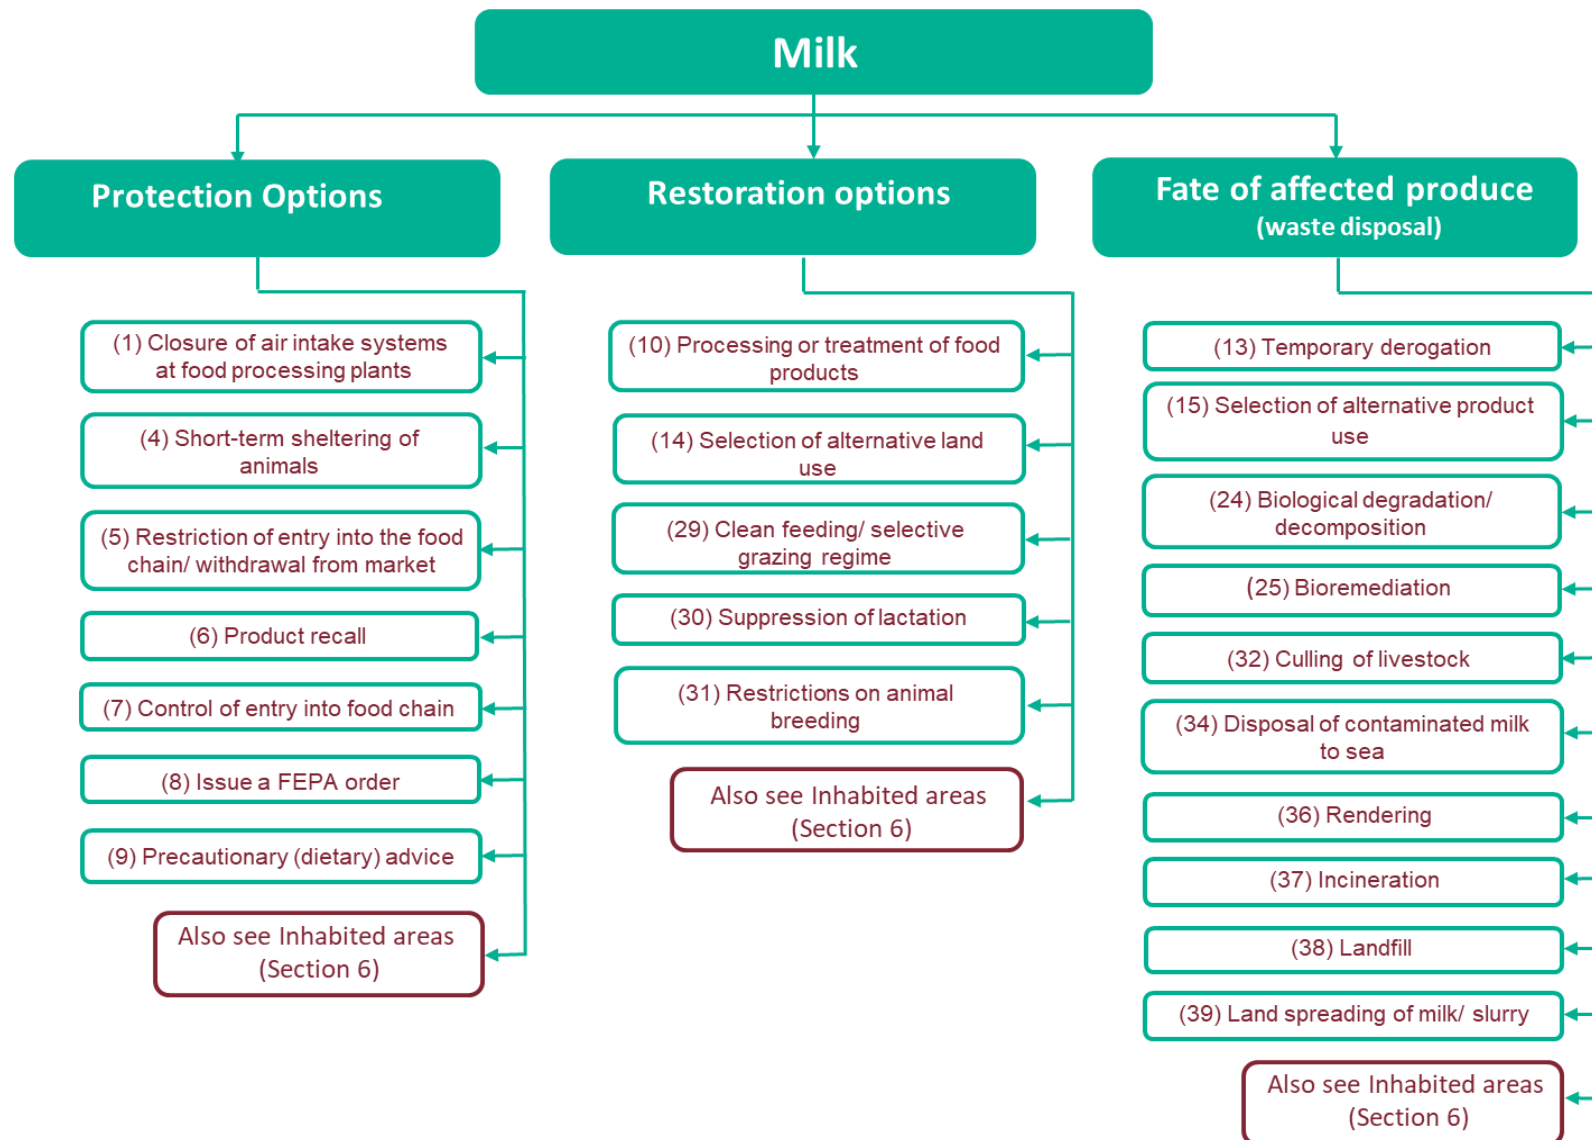 Milk
Protection Options
(1) Closure of air intake systems
at food processing plants
(4) Short-term sheltering of
animals
(5) Restriction of entry into the food
chain/ withdrawal from market
(6) Product recall
(7) Control of entry into food chain
(8) Issue a FEPA order
(9) Precautionary (dietary) advice
Also see Inhabited areas
(Section 6)
Restoration options
(10) Processing or treatment of food
products
(14) Selection of alternative land
use
(29) Clean feeding/ selective
grazing regime
(30) Suppression of lactation
(31) Restrictions on animal
breeding
Also see Inhabited areas
(Section 6)
Fate of affected produce
(waste disposal)
(13) Temporary derogation
(15) Selection of alternative product
use
(24) Biological degradation/
decomposition
(25) Bioremediation
(32) Culling of livestock
(34) Disposal of contaminated milk
to sea
(36) Rendering
(37) Incineration
(38) Landfill
(39) Land spreading of milk/ slurry
Also see Inhabited areas
(Section 6)